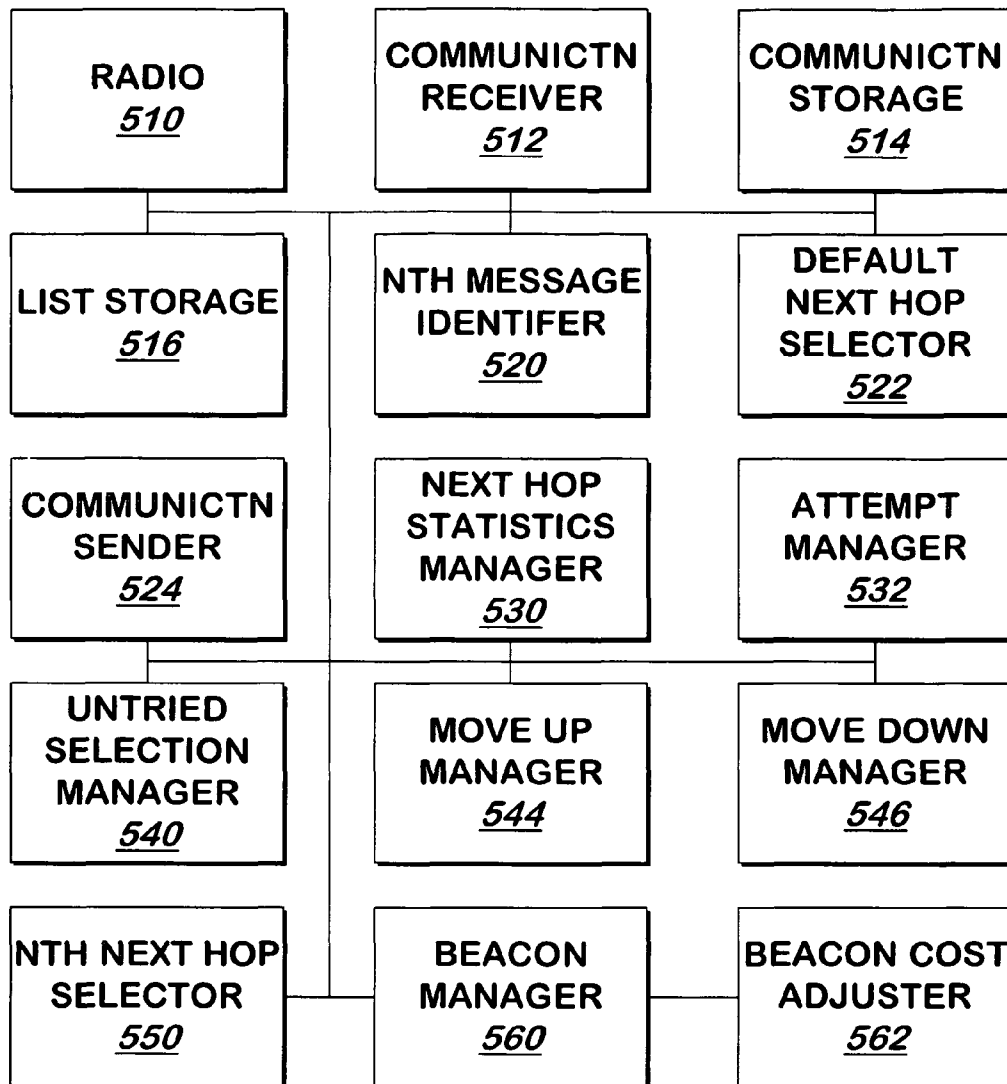 RADIO
510
COMMUNICTN
RECEIVER
512
COMMUNICTN
STORAGE
514
LIST STORAGE
516
NTH MESSAGE
IDENTIFER
520
DEFAULT
NEXT HOP
SELECTOR
522
COMMUNICTN
SENDER
524
NEXT HOP
STATISTICS
MANAGER
530
ATTEMPT
MANAGER
532
UNTRIED
SELECTION
MANAGER
540
MOVE UP
MANAGER
544
MOVE DOWN
MANAGER
546
NTH NEXT HOP
SELECTOR
550
BEACON
MANAGER
560
BEACON COST
ADJUSTER
562